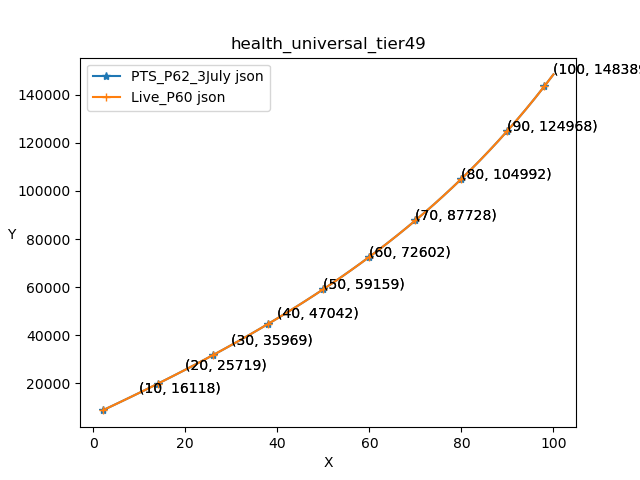 health_universal_tier49
PTS_P62_3July json
Live_P60 json
(100, 148389
140000
(90, 124968)
120000
(80, 104992)
100000
(70, 87728)
80000
Y
(60, 72602)
60000
(50, 59159)
(40, 47042)
40000
(30, 35969)
(20, 25719)
20000
(10, 16118)
0 20 40 60 80 100
X